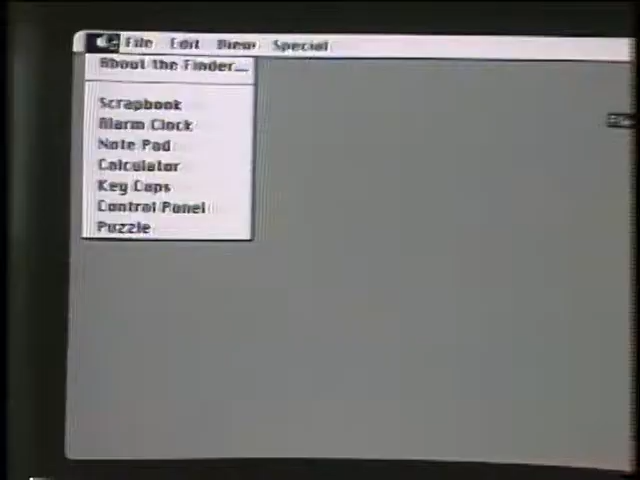 File Edit View Special
About the Finder...
Scrapbook
Alarm Clock
Note Pad
Calculator
Key Caps
Control Panel
Puzzle